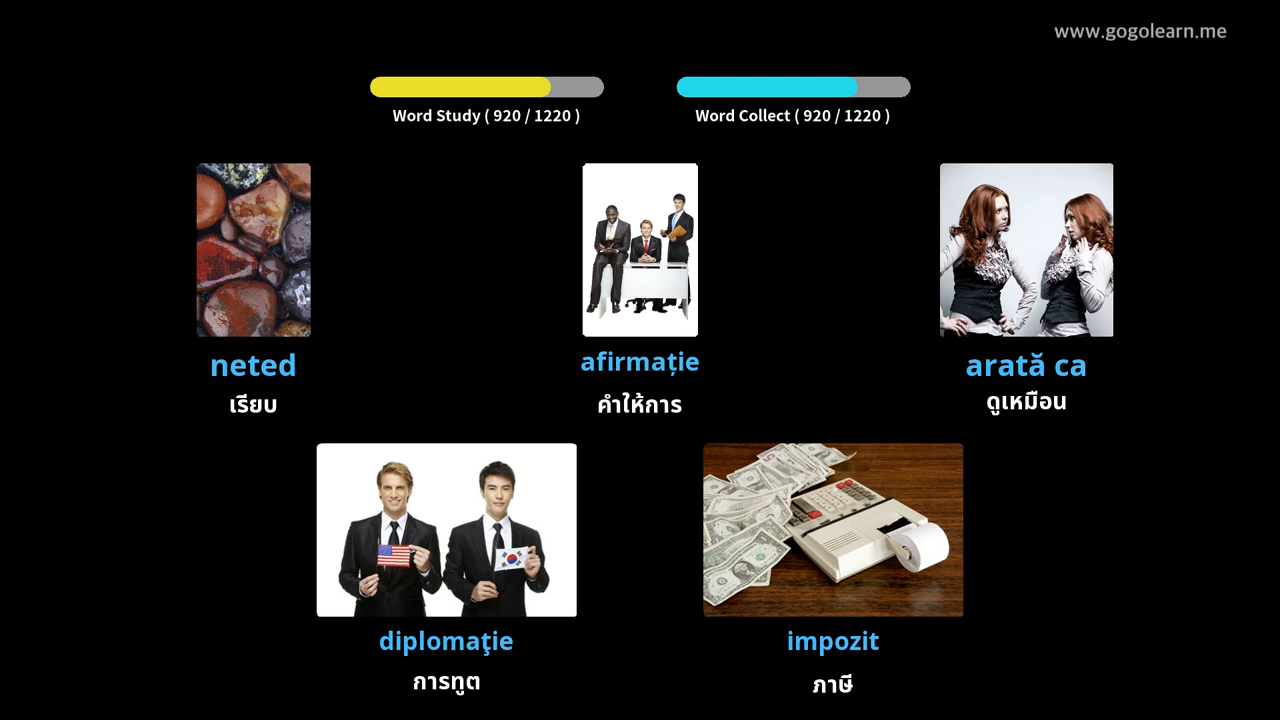 www.gogolearn.me
Word Study ( 920 / 1220 )
Word Collect ( 920 / 1220 )
neted
afirmație
arată ca
เรียบ
คำให้การ
ดูเหมือน
diplomaţie
impozit
การทูต
ภาษี